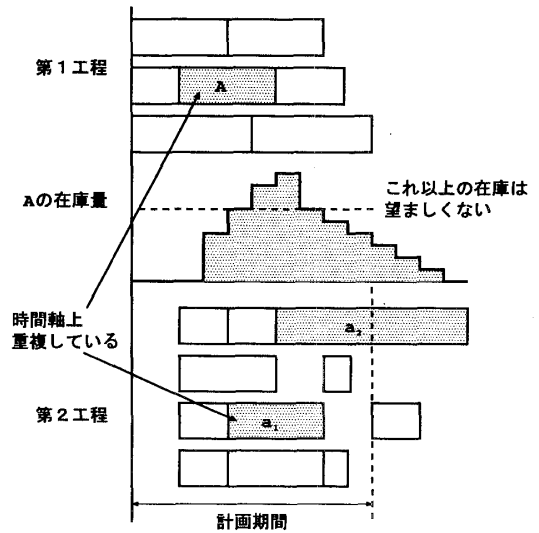 第1工程
A
Aの在庫量
これ以上の在庫は
望ましくない
時間軸上
重複している
a₂
第2工程
a₁
計画期間